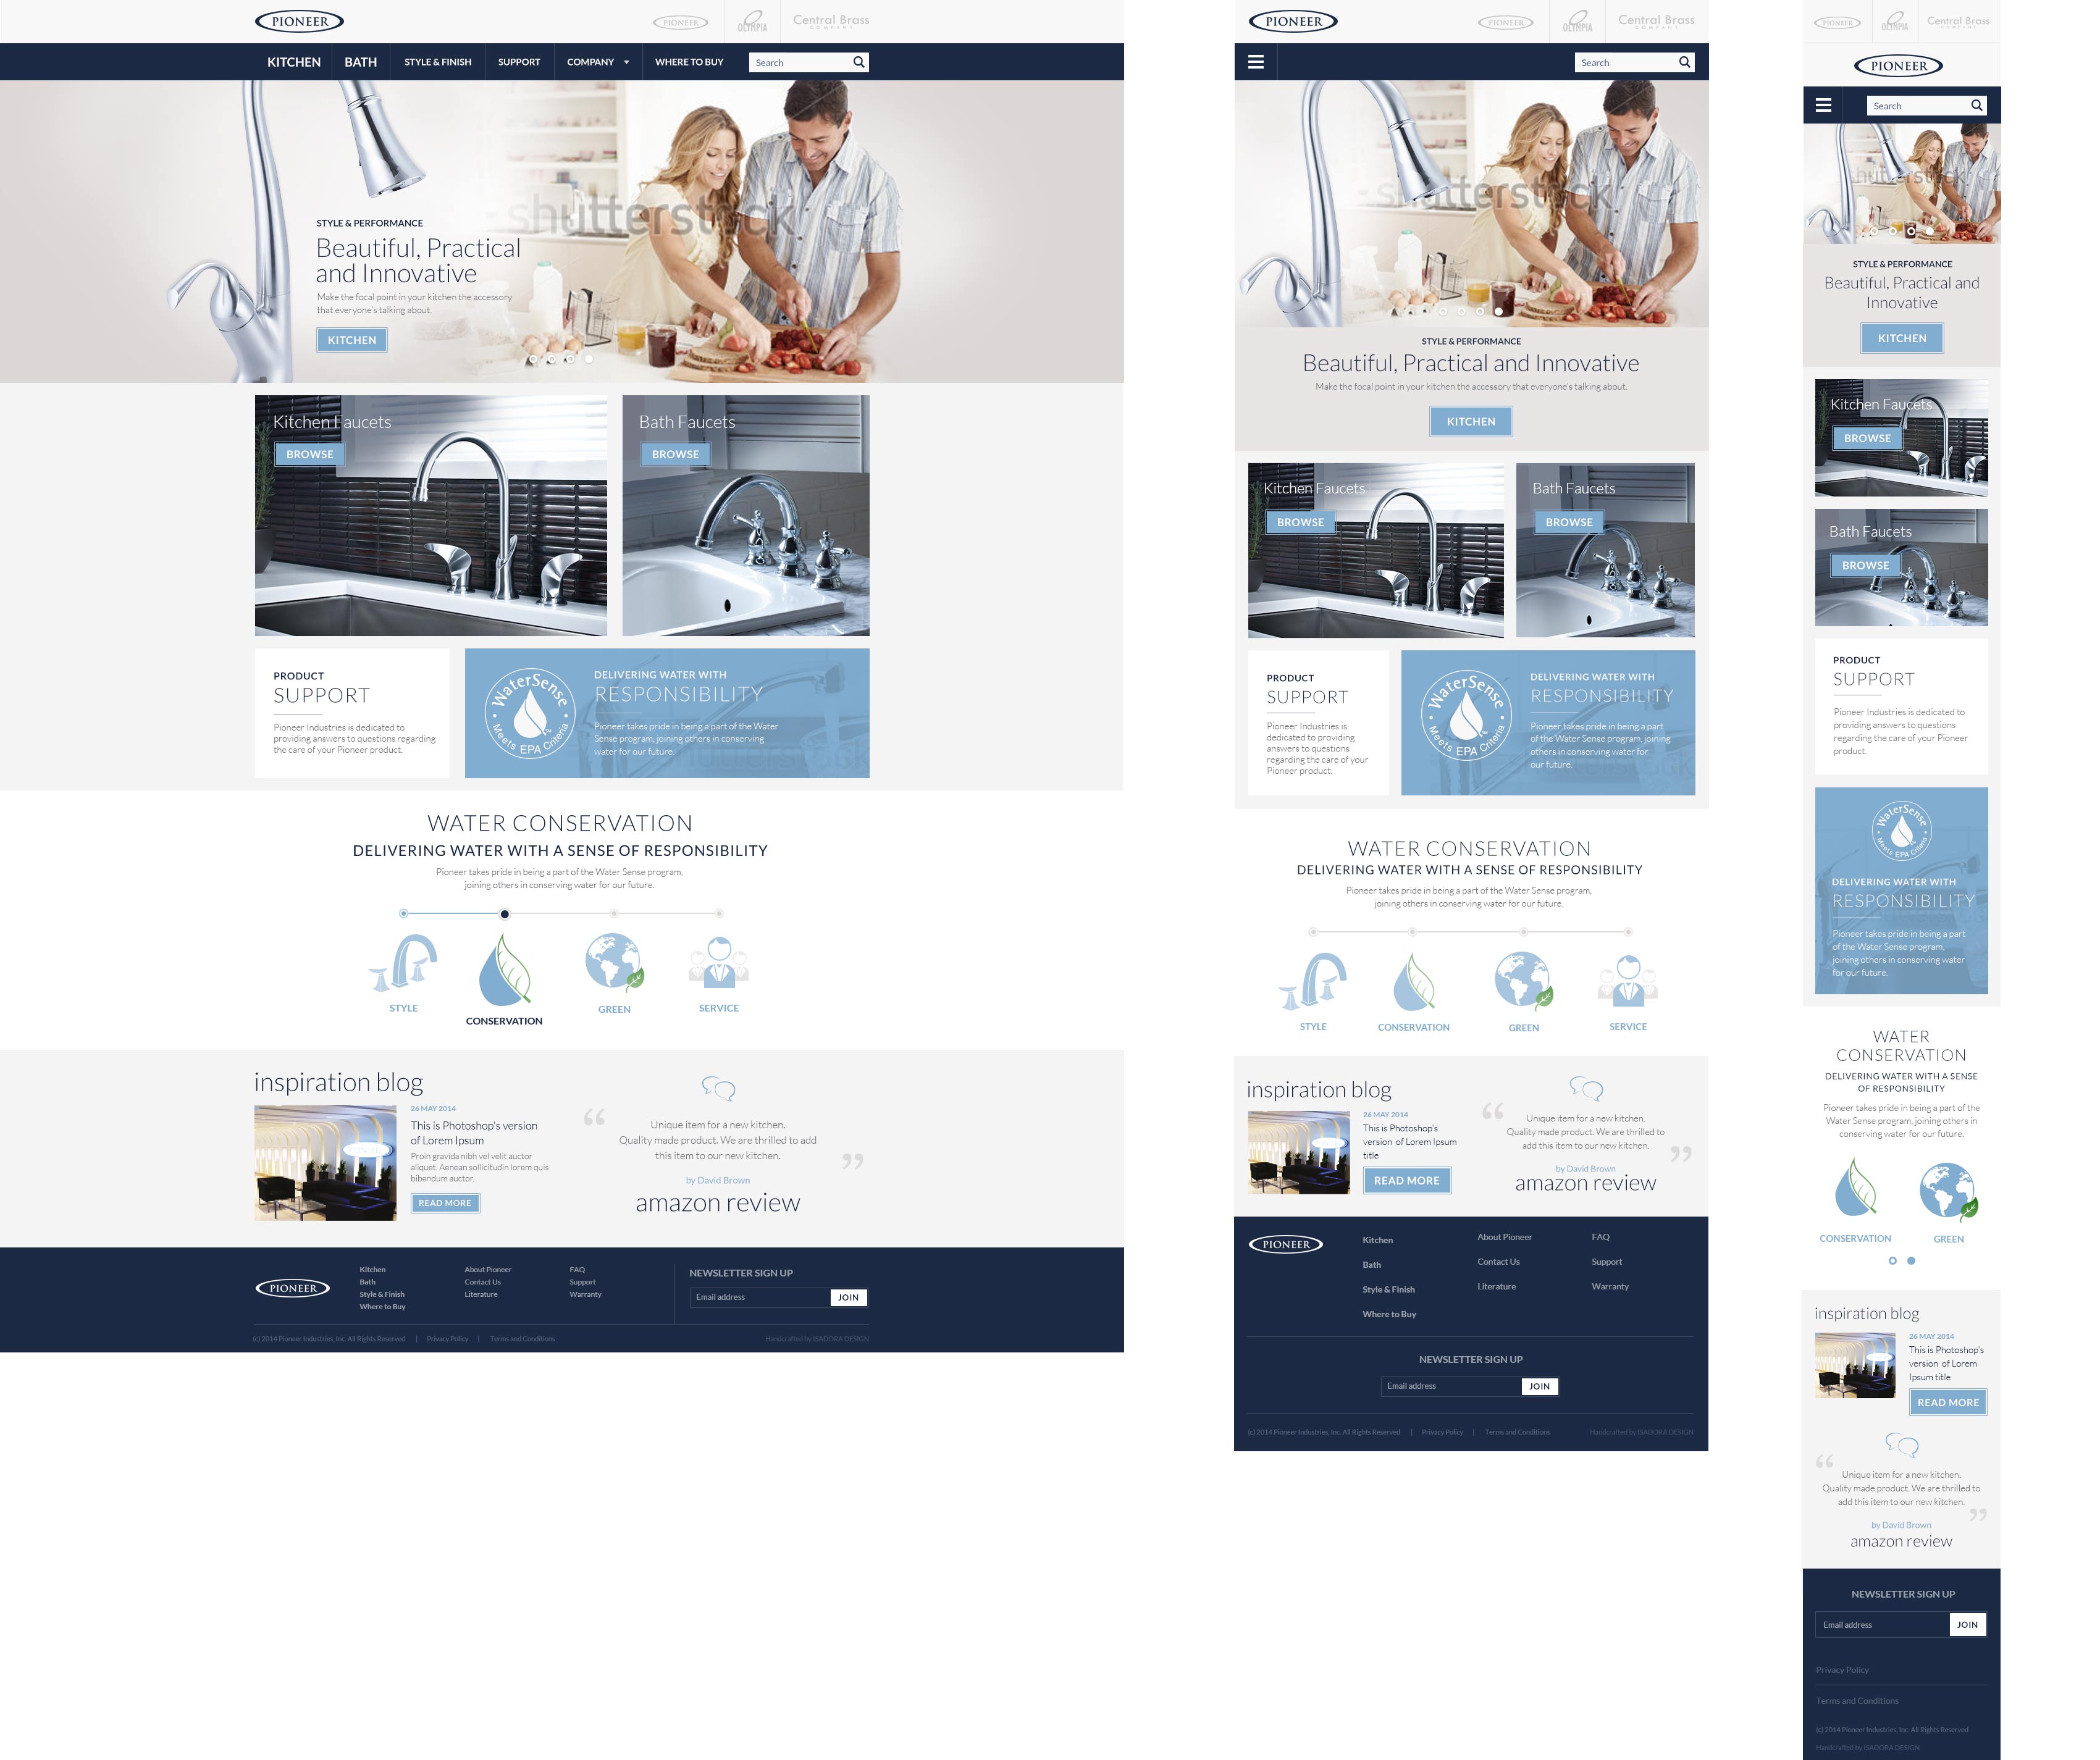 PIONEER
PIONEER
OLYMPIA
Central Brass
COMPANY
KITCHEN
BATH
STYLE & FINISH
SUPPORT
COMPANY
WHERE TO BUY
Search
shutterstock
STYLE & PERFORMANCE
Beautiful, Practical
and Innovative
Make the focal point in your kitchen the accessory
that everyone's talking about.
KITCHEN
Kitchen Faucets
BROWSE
Bath Faucets
BROWSE
PRODUCT
SUPPORT
Pioneer Industries is dedicated to
providing answers to questions regarding
the care of your Pioneer product.
WaterSense
Meets EPA Criteria
DELIVERING WATER WITH
RESPONSIBILITY
Pioneer takes pride in being a part of the Water
Sense program, joining others in conserving
water for our future.
WATER CONSERVATION
DELIVERING WATER WITH A SENSE OF RESPONSIBILITY
Pioneer takes pride in being a part of the Water Sense program,
joining others in conserving water for our future.
STYLE
CONSERVATION
GREEN
SERVICE
inspiration blog
26 MAY 2014
This is Photoshop's version
of Lorem Ipsum
Proin gravida nibh vel velit auctor
aliquet. Aenean sollicitudin lorem quis
bibendum auctor.
READ MORE
“
Unique item for a new kitchen.
Quality made product. We are thrilled to add
this item to our new kitchen.
”
by David Brown
amazon review
PIONEER
Kitchen
Bath
Style & Finish
Where to Buy
About Pioneer
Contact Us
Literature
FAQ
Support
Warranty
NEWSLETTER SIGN UP
Email address
JOIN
(c) 2014 Pioneer Industries, Inc. All Rights Reserved | Privacy Policy | Terms and Conditions
Handcrafted by ISADORA DESIGN
PIONEER
PIONEER
OLYMPIA
Central Brass
COMPANY
Search
shutterstock
STYLE & PERFORMANCE
Beautiful, Practical and Innovative
Make the focal point in your kitchen the accessory that everyone's talking about.
KITCHEN
Kitchen Faucets
BROWSE
Bath Faucets
BROWSE
PRODUCT
SUPPORT
Pioneer Industries is
dedicated to providing
answers to questions
regarding the care of your
Pioneer product.
WaterSense
Meets EPA Criteria
DELIVERING WATER WITH
RESPONSIBILITY
Pioneer takes pride in being a part
of the Water Sense program, joining
others in conserving water for
our future.
WATER CONSERVATION
DELIVERING WATER WITH A SENSE OF RESPONSIBILITY
Pioneer takes pride in being a part of the Water Sense program,
joining others in conserving water for our future.
STYLE
CONSERVATION
GREEN
SERVICE
inspiration blog
26 MAY 2014
This is Photoshop's
version of Lorem Ipsum
title
READ MORE
“
Unique item for a new kitchen.
Quality made product. We are thrilled to
add this item to our new kitchen.
”
by David Brown
amazon review
PIONEER
Kitchen
Bath
Style & Finish
Where to Buy
About Pioneer
Contact Us
Literature
FAQ
Support
Warranty
NEWSLETTER SIGN UP
Email address
JOIN
(c) 2014 Pioneer Industries, Inc. All Rights Reserved | Privacy Policy | Terms and Conditions
Handcrafted by ISADORA DESIGN
PIONEER
OLYMPIA
Central Brass
COMPANY
PIONEER
Search
shutterstock
STYLE & PERFORMANCE
Beautiful, Practical and
Innovative
KITCHEN
Kitchen Faucets
BROWSE
Bath Faucets
BROWSE
PRODUCT
SUPPORT
Pioneer Industries is dedicated to
providing answers to questions
regarding the care of your Pioneer
product.
WaterSense
Meets EPA Criteria
DELIVERING WATER WITH
RESPONSIBILITY
Pioneer takes pride in being a part
of the Water Sense program,
joining others in conserving water
for our future.
WATER
CONSERVATION
DELIVERING WATER WITH A SENSE
OF RESPONSIBILITY
Pioneer takes pride in being a part of the
Water Sense program, joining others in
conserving water for our future.
CONSERVATION
GREEN
inspiration blog
26 MAY 2014
This is Photoshop's
version of Lorem
Ipsum title
READ MORE
“
Unique item for a new kitchen.
Quality made product. We are thrilled to
add this item to our new kitchen.
”
by David Brown
amazon review
NEWSLETTER SIGN UP
Email address
JOIN
Privacy Policy
Terms and Conditions
(c) 2014 Pioneer Industries, Inc. All Rights Reserved
Handcrafted by ISADORA DESIGN